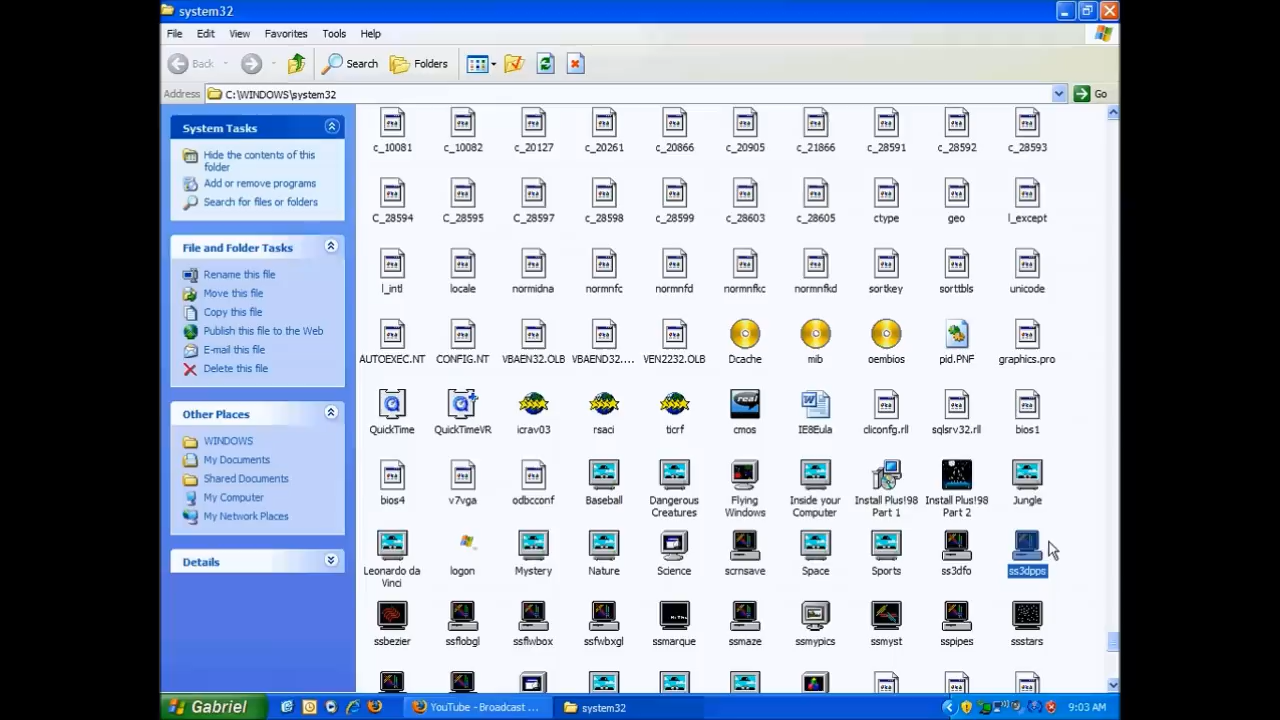 system32
File Edit View Favorites Tools Help
Back Search Folders
Address C:\WINDOWS\system32 Go
System Tasks
Hide the contents of this
folder
Add or remove programs
Search for files or folders
File and Folder Tasks
Rename this file
Move this file
Copy this file
Publish this file to the Web
E-mail this file
Delete this file
Other Places
WINDOWS
My Documents
Shared Documents
My Computer
My Network Places
Details
c_10081 c_10082 c_20127 c_20261 c_20866 c_20905 c_21866 c_28591 c_28592 c_28593
C_28594 C_28595 C_28597 c_28598 c_28599 c_28603 c_28605 ctype geo l_except
l_intl locale normidna normnfc normnfd normnfkc normnfkd sortkey sorttbls unicode
AUTOEXEC.NT CONFIG.NT VBAEN32.OLB VBAEND32.... VEN2232.OLB Dcache mib oembios pid.PNF graphics.pro
QuickTime QuickTimeVR icrav03 rsaci ticrf cmos IE8Eula cliconfg.rll sqlsrv32.rll bios1
bios4 v7vga odbcconf Baseball Dangerous Flying Inside your Install Plus!98 Install Plus!98 Jungle
Creatures Windows Computer Part 1 Part 2
Leonardo da logon Mystery Nature Science scrnsave Space Sports ss3dfo ss3dpps
Vinci
ssbezier ssflobgl ssflwbox ssfwbxgl ssmarque ssmaze ssmypics ssmyst sspipes ssstars
Gabriel YouTube - Broadcast ... system32 9:03 AM